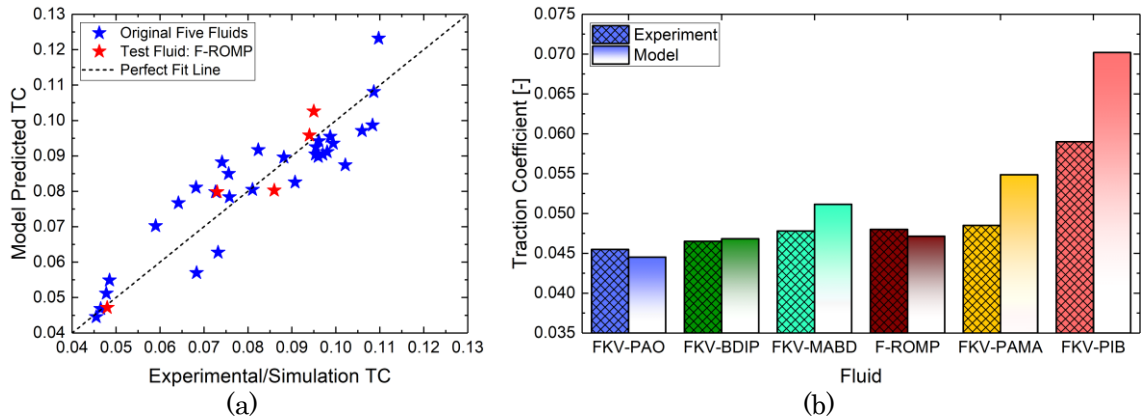 (a)
Original Five Fluids
Test Fluid: F-ROMP
Perfect Fit Line
Model Predicted TC
0.13
0.12
0.11
0.10
0.09
0.08
0.07
0.06
0.05
0.04
0.04 0.05 0.06 0.07 0.08 0.09 0.10 0.11 0.12 0.13
Experimental/Simulation TC
(a)
(b)
Experiment
Model
Traction Coefficient [-]
0.075
0.070
0.065
0.060
0.055
0.050
0.045
0.040
0.035
FKV-PAO FKV-BDIP FKV-MABD F-ROMP FKV-PAMA FKV-PIB
Fluid
(b)